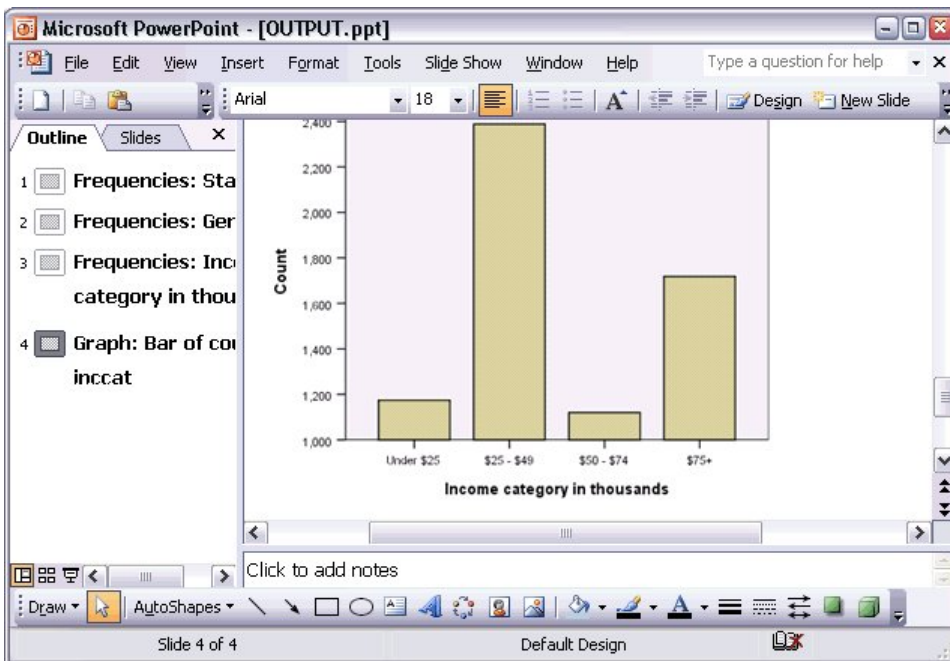 Microsoft PowerPoint - [OUTPUT.ppt]
File Edit View Insert Format Tools Slide Show Window Help Type a question for help
Arial 18 A Design New Slide
Outline Slides
1 Frequencies: Sta
2 Frequencies: Ger
3 Frequencies: Inc
category in thou
4 Graph: Bar of cou
inccat
Count
2,400
2,200
2,000
1,800
1,600
1,400
1,200
1,000
Under $25 $25 - $49 $50 - $74 $75+
Income category in thousands
Click to add notes
Draw AutoShapes A A
Slide 4 of 4 Default Design